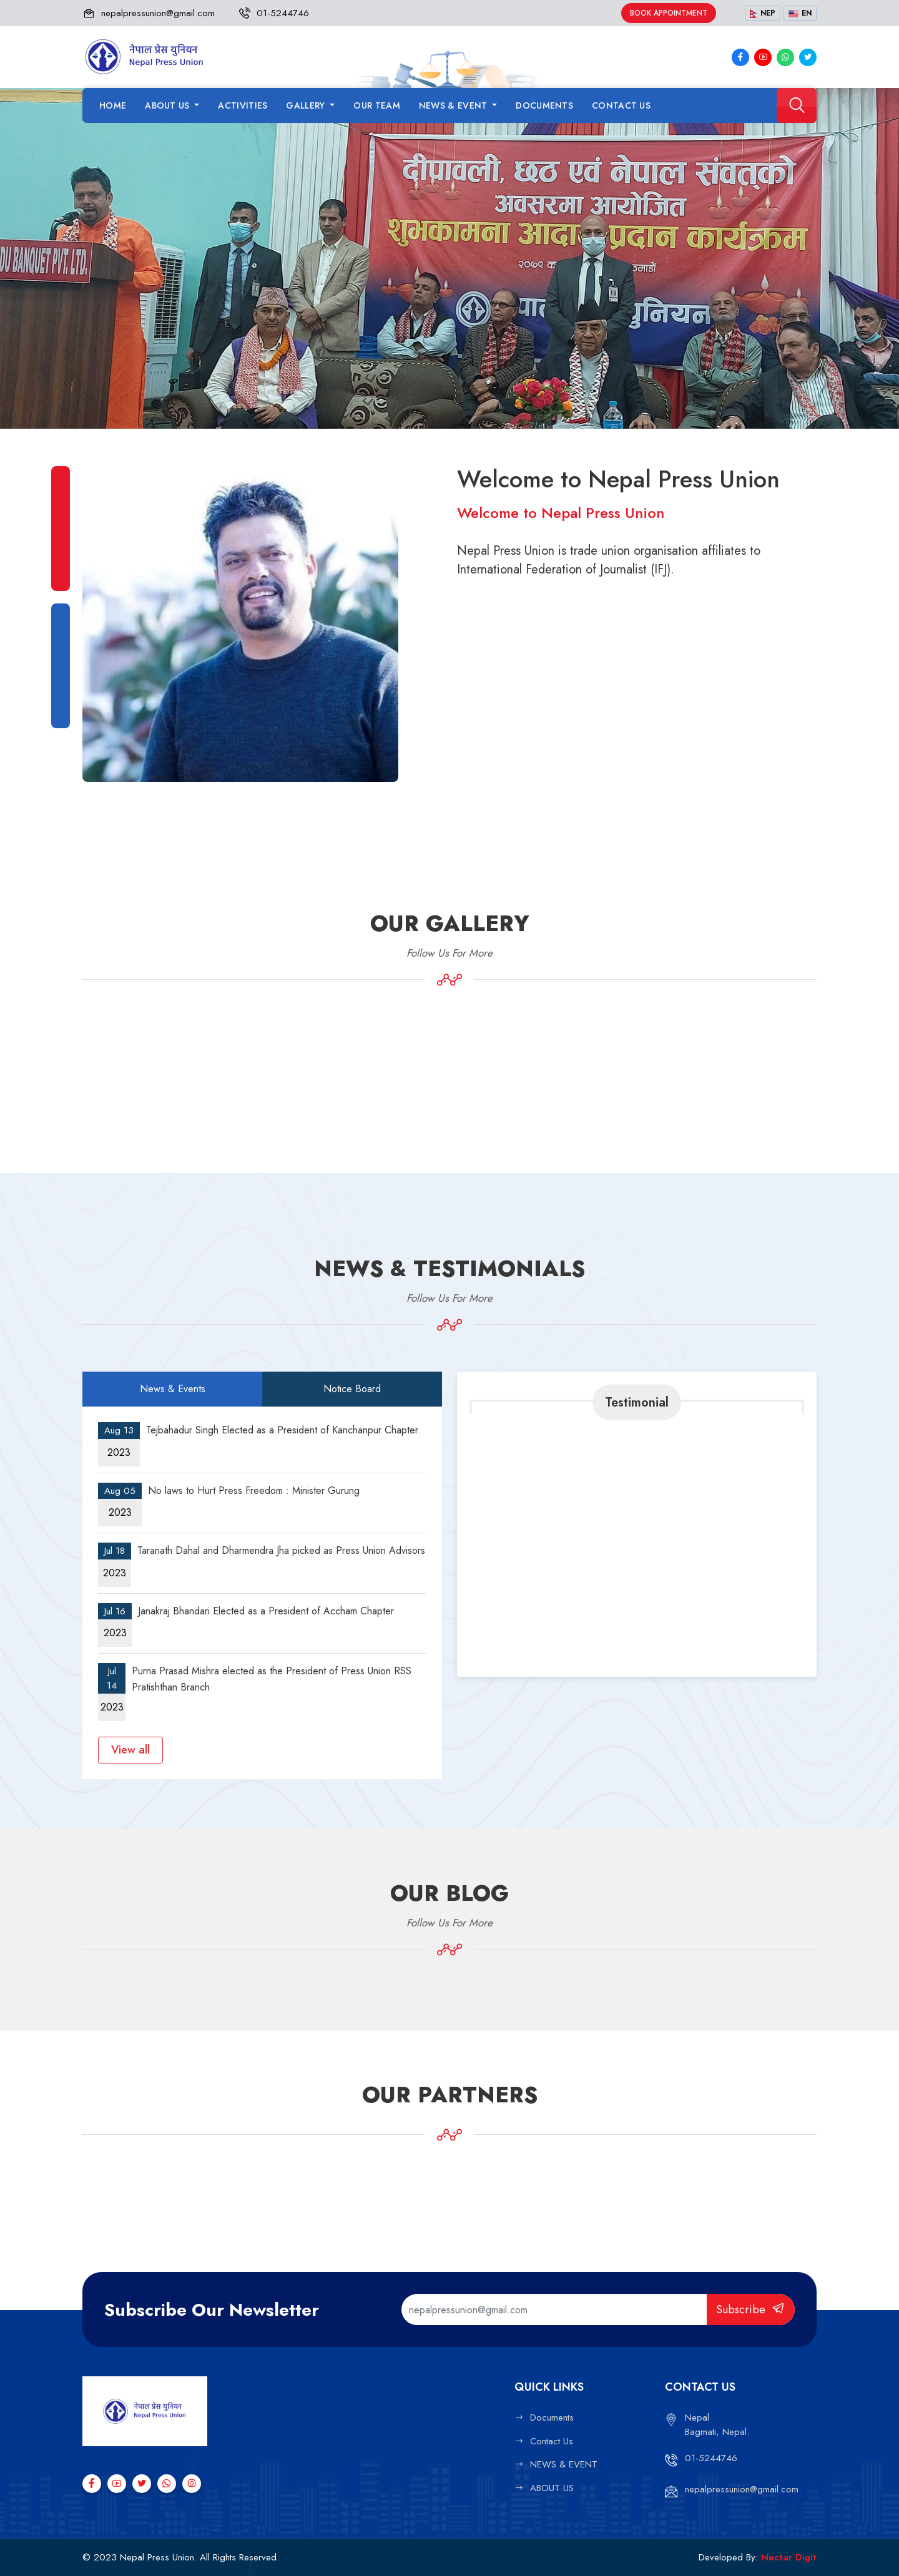 nepalpressunion@gmail.com 01-5244746 BOOK APPOINTMENT NEP EN
नेपाल प्रेस युनियन
Nepal Press Union
HOME ABOUT US ACTIVITIES GALLERY OUR TEAM NEWS & EVENT DOCUMENTS CONTACT US
दीपावली, छठ एवं नेपाल सम्वत्को
शुभकामना आदान प्रदान कार्यक्रम
DU BANQUET PVT. LTD.
Welcome to Nepal Press Union
Welcome to Nepal Press Union
Nepal Press Union is trade union organisation affiliates to
International Federation of Journalist (IFJ).
OUR GALLERY
Follow Us For More
NEWS & TESTIMONIALS
Follow Us For More
News & Events Notice Board
Aug 13
2023
Tejbahadur Singh Elected as a President of Kanchanpur Chapter.
Aug 05
2023
No laws to Hurt Press Freedom : Minister Gurung
Jul 18
2023
Taranath Dahal and Dharmendra Jha picked as Press Union Advisors
Jul 16
2023
Janakraj Bhandari Elected as a President of Accham Chapter.
Jul
14
2023
Purna Prasad Mishra elected as the President of Press Union RSS
Pratishthan Branch
View all
Testimonial
OUR BLOG
Follow Us For More
OUR PARTNERS
Subscribe Our Newsletter
nepalpressunion@gmail.com
Subscribe
नेपाल प्रेस युनियन
Nepal Press Union
QUICK LINKS
Documents
Contact Us
NEWS & EVENT
ABOUT US
CONTACT US
Nepal
Bagmati, Nepal.
01-5244746
nepalpressunion@gmail.com
© 2023 Nepal Press Union. All Rights Reserved.
Developed By: Nectar Digit